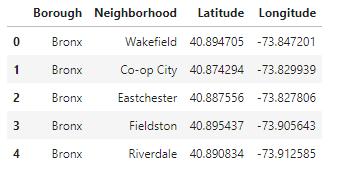 Borough Neighborhood Latitude Longitude
0 Bronx Wakefield 40.894705 -73.847201
1 Bronx Co-op City 40.874294 -73.829939
2 Bronx Eastchester 40.887556 -73.827806
3 Bronx Fieldston 40.895437 -73.905643
4 Bronx Riverdale 40.890834 -73.912585